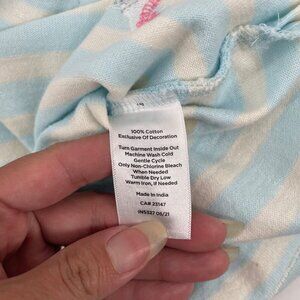 100% Cotton
Exclusive Of Decoration
Turn Garment Inside Out
Machine Wash Cold
Gentle Cycle
Only Non-Chlorine Bleach
When Needed
Tumble Dry Low
Warm Iron, If Needed
Made In India
CA# 23147
INS327 06/21